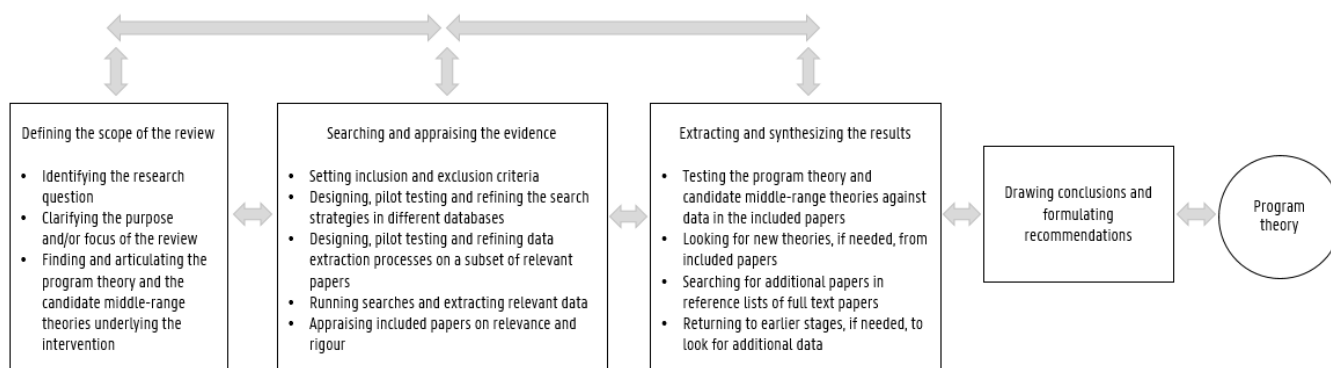 Defining the scope of the review
• Identifying the research
question
• Clarifying the purpose
and/or focus of the review
• Finding and articulating the
program theory and the
candidate middle-range
theories underlying the
intervention
Searching and appraising the evidence
• Setting inclusion and exclusion criteria
• Designing, pilot testing and refining the search
strategies in different databases
• Designing, pilot testing and refining data
extraction processes on a subset of relevant
papers
• Running searches and extracting relevant data
• Appraising included papers on relevance and
rigour
Extracting and synthesizing the results
• Testing the program theory and
candidate middle-range theories against
data in the included papers
• Looking for new theories, if needed, from
included papers
• Searching for additional papers in
reference lists of full text papers
• Returning to earlier stages, if needed, to
look for additional data
Drawing conclusions and
formulating
recommendations
Program
theory